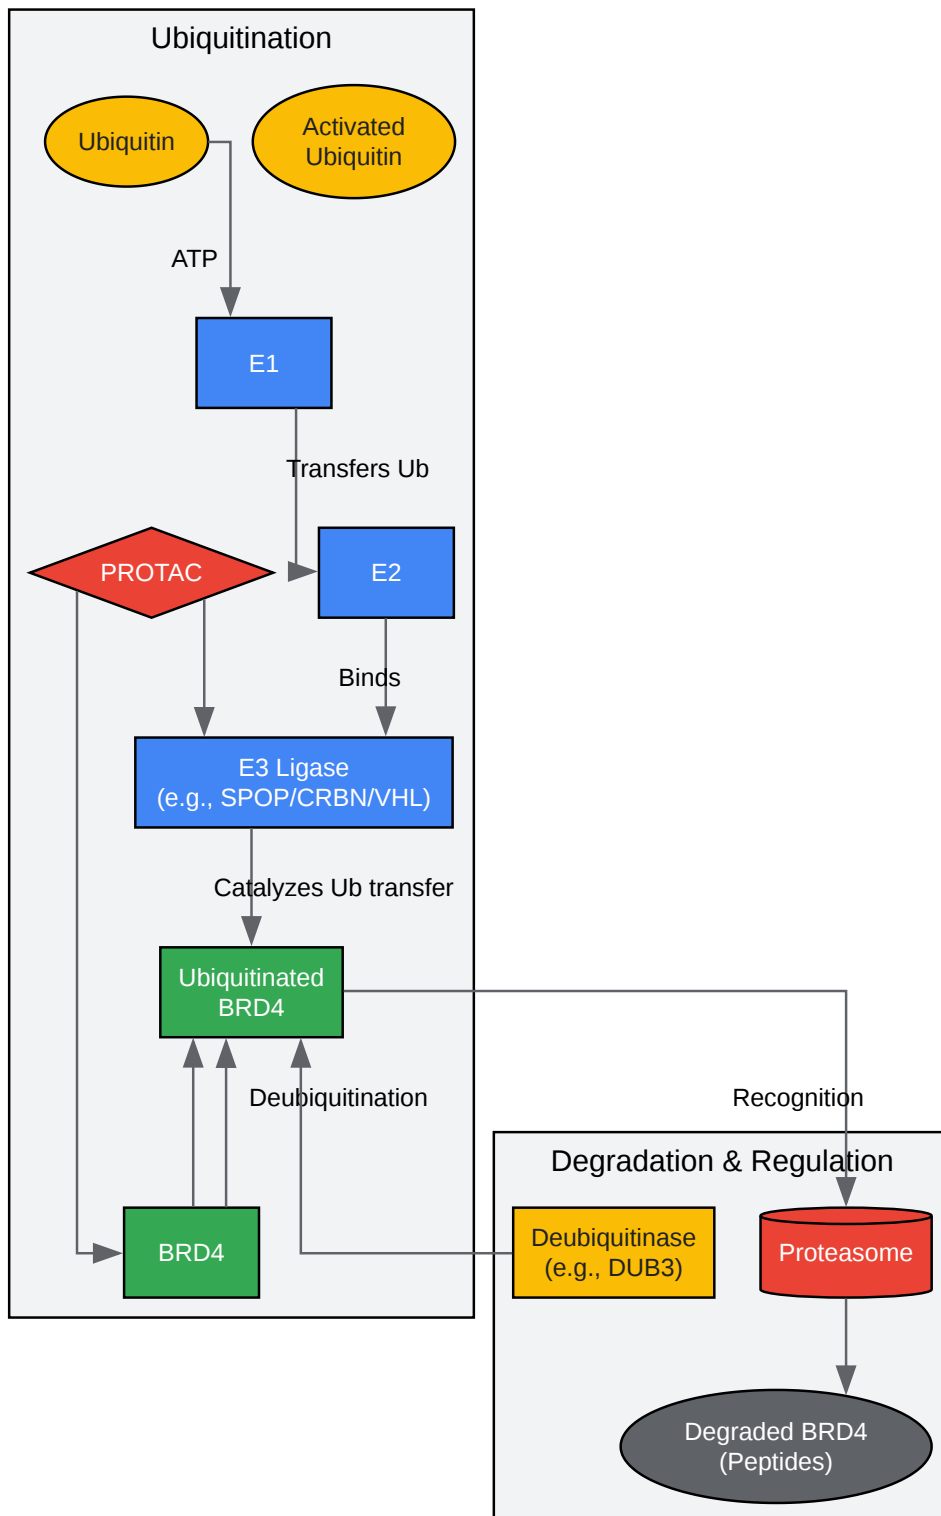 Ubiquitination
Ubiquitin
Activated
Ubiquitin
ATP
E1
Transfers Ub
PROTAC
E2
Binds
E3 Ligase
(e.g., SPOP/CRBN/VHL)
Catalyzes Ub transfer
Ubiquitinated
BRD4
Deubiquitination
Recognition
Degradation & Regulation
BRD4
Deubiquitinase
(e.g., DUB3)
Proteasome
Degraded BRD4
(Peptides)